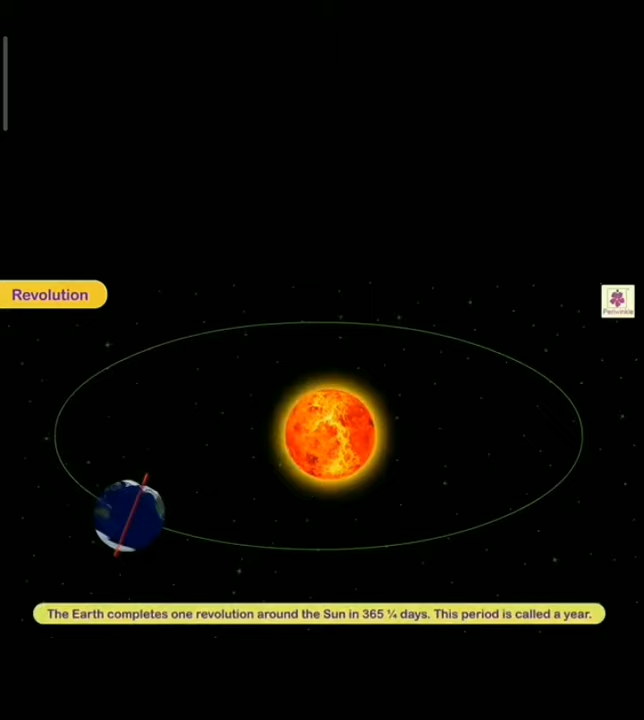 Revolution
Periwinkle
The Earth completes one revolution around the Sun in 365 ¼ days. This period is called a year.